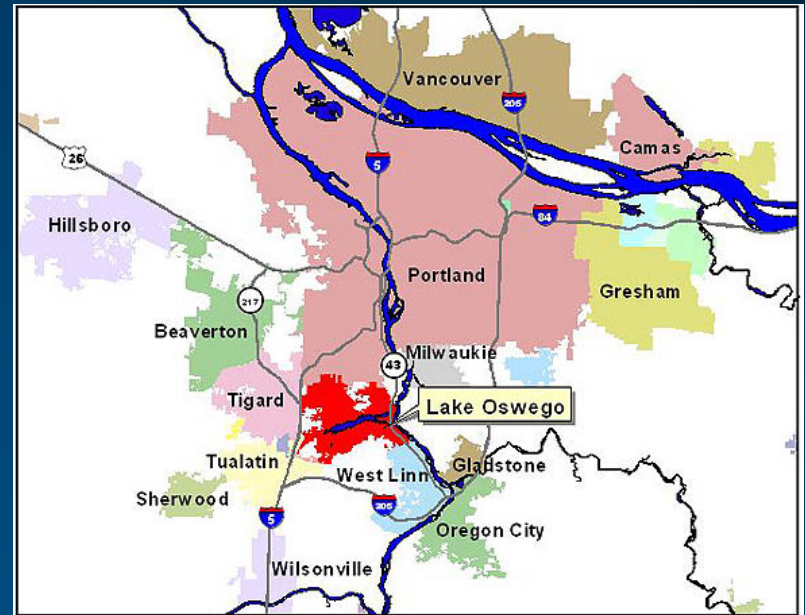 Vancouver
205
Camas
5
26
Hillsboro
84
Portland
Gresham
217
Beaverton
Milwaukie
43
Tigard
Lake Oswego
Tualatin
West Linn
Gladstone
Sherwood
205
5
Oregon City
Wilsonville